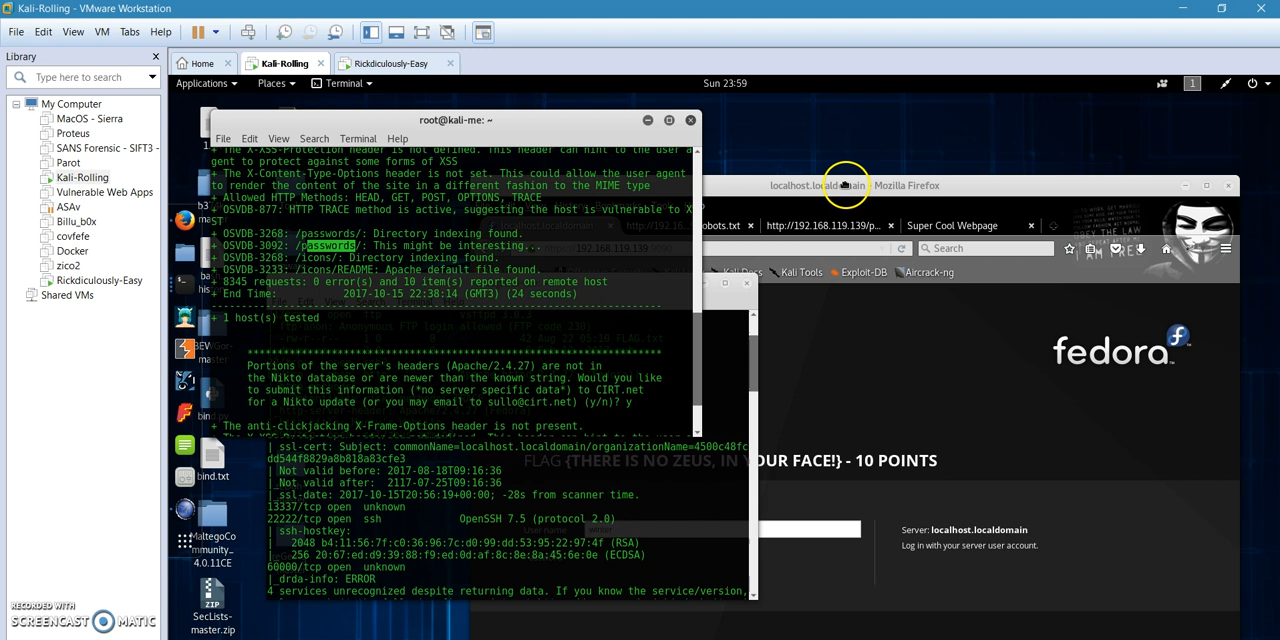 Kali-Rolling - VMware Workstation
File Edit View VM Tabs Help
Library
Type here to search
My Computer
MacOS - Sierra
Proteus
SANS Forensic - SIFT3 -
Parot
Kali-Rolling
Vulnerable Web Apps
ASAv
Billu_b0x
covfefe
Docker
zico2
Rickdiculously-Easy
Shared VMs
Home Kali-Rolling Rickdiculously-Easy
Applications Places Terminal Sun 23:59 1
root@kali-me: ~
File Edit View Search Terminal Help
+ The X-XSS-Protection header is not defined. This header can hint to the user a
gent to protect against some forms of XSS
+ The X-Content-Type-Options header is not set. This could allow the user agent
to render the content of the site in a different fashion to the MIME type
+ Allowed HTTP Methods: HEAD, GET, POST, OPTIONS, TRACE
+ OSVDB-877: HTTP TRACE method is active, suggesting the host is vulnerable to X
ST
+ OSVDB-3268: /passwords/: Directory indexing found.
+ OSVDB-3092: /passwords/: This might be interesting...
+ OSVDB-3268: /icons/: Directory indexing found.
+ OSVDB-3233: /icons/README: Apache default file found.
+ 8345 requests: 0 error(s) and 10 item(s) reported on remote host
+ End Time: 2017-10-15 22:38:14 (GMT3) (24 seconds)
---------------------------------------------------------------------------
+ 1 host(s) tested
*********************************************************************
Portions of the server's headers (Apache/2.4.27) are not in
the Nikto database or are newer than the known string. Would you like
to submit this information (*no server specific data*) to CIRT.net
for a Nikto update (or you may email to sullo@cirt.net) (y/n)? y
+ The anti-clickjacking X-Frame-Options header is not present.
| ssl-cert: Subject: commonName=localhost.localdomain/organizationName=4500c48fc
dd544f8829a8b818a83cfe3
|_Not valid before: 2017-08-18T09:16:36
|_Not valid after: 2117-07-25T09:16:36
|_ssl-date: 2017-10-15T20:56:19+00:00; -28s from scanner time.
13337/tcp open unknown
22222/tcp open ssh OpenSSH 7.5 (protocol 2.0)
| ssh-hostkey:
| 2048 b4:11:56:7f:c0:36:96:7c:d0:99:dd:53:95:22:97:4f (RSA)
|_ 256 20:67:ed:d9:39:88:f9:ed:0d:af:8c:8e:8a:45:6e:0e (ECDSA)
60000/tcp open unknown
|_drda-info: ERROR
4 services unrecognized despite returning data. If you know the service/version,
localhost.localdomain - Mozilla Firefox
obots.txt http://192.168.119.139/p... Super Cool Webpage
Search
Kali Docs Kali Tools Exploit-DB Aircrack-ng
fedora
FLAG {THERE IS NO ZEUS, IN YOUR FACE!} - 10 POINTS
User name
Server: localhost.localdomain
Log in with your server user account.
bind.txt
MaltegoCo
mmunity_
4.0.11CE
ZIP
SecLists-
master.zip
RECORDED WITH
SCREENCAST MATIC